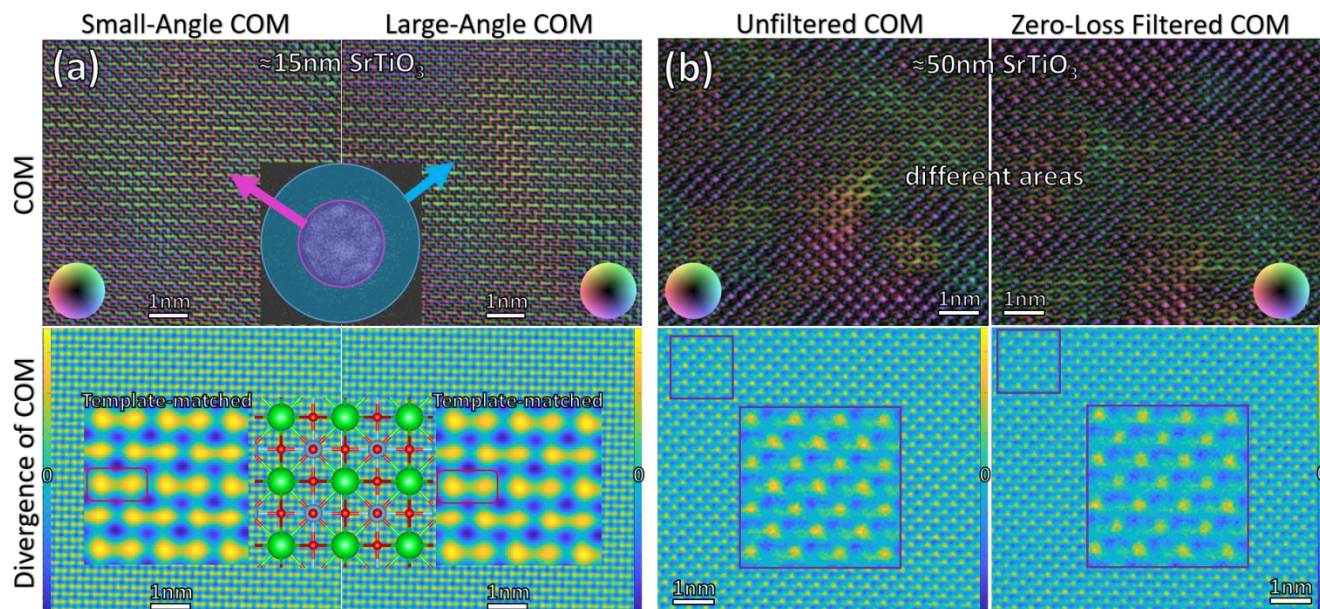 Small-Angle COM Large-Angle COM Unfiltered COM Zero-Loss Filtered COM
COM
(a) ≈15nm SrTiO₃ (b) ≈50nm SrTiO₃
different areas
1nm 1nm 1nm 1nm
Divergence of COM
Template-matched Template-matched
0 0 0 0
1nm 1nm 1nm 1nm